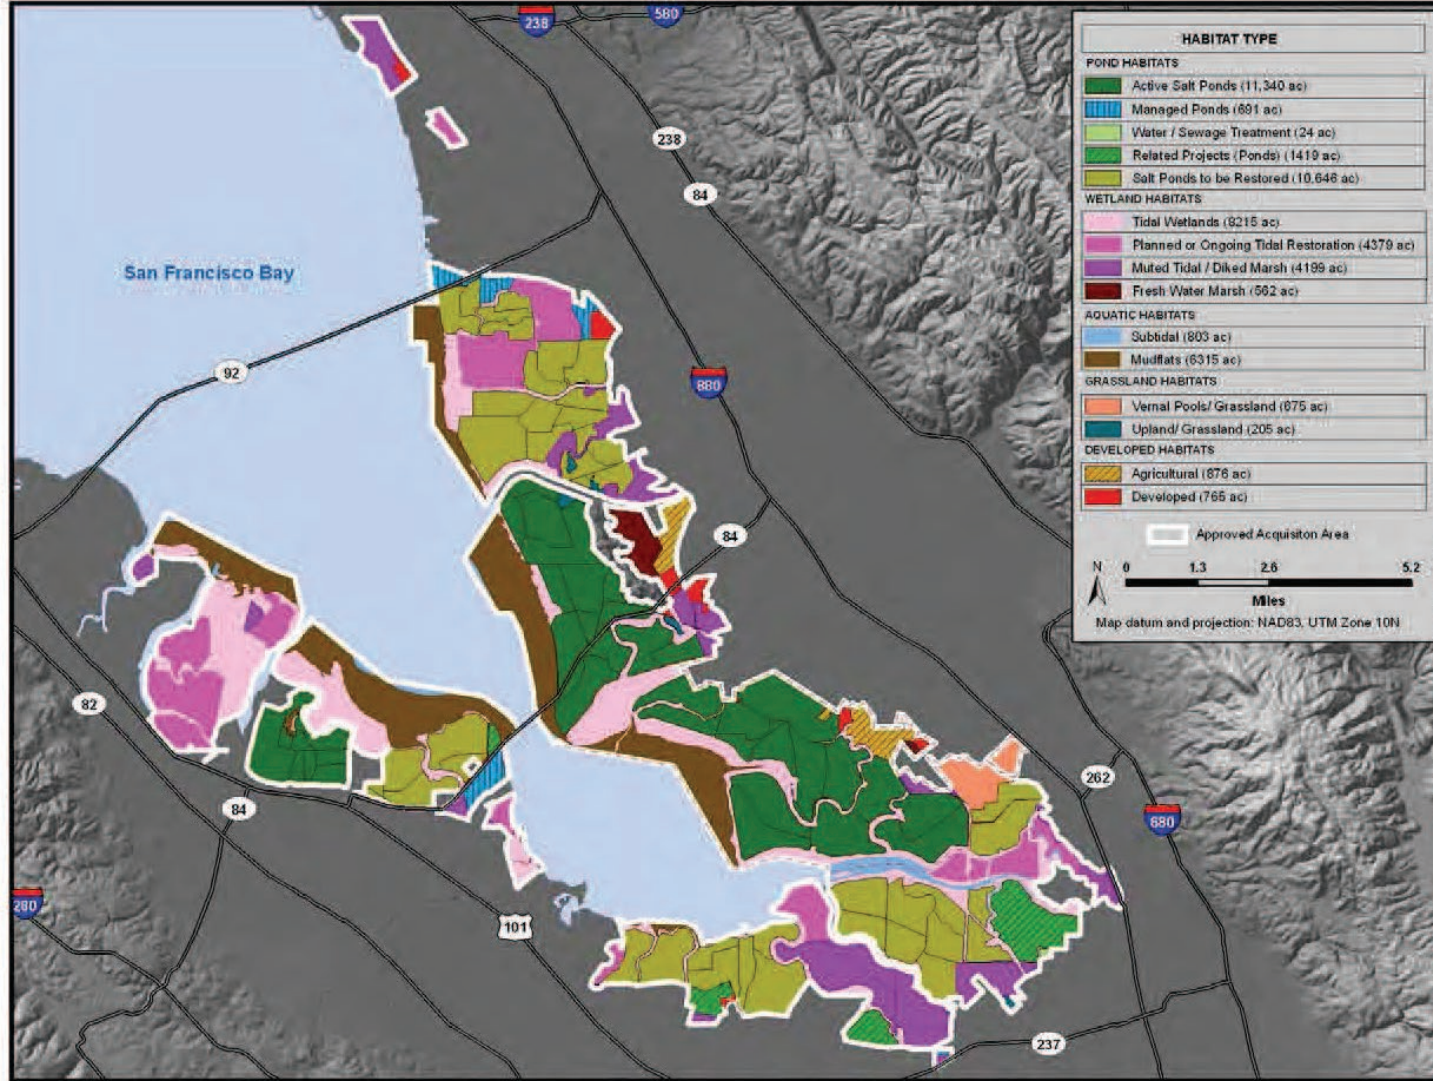 238
580
238
84
San Francisco Bay
92
880
84
82
84
262
680
280
101
237
HABITAT TYPE
POND HABITATS
Active Salt Ponds (11,340 ac)
Managed Ponds (691 ac)
Water / Sewage Treatment (24 ac)
Related Projects (Ponds) (1419 ac)
Salt Ponds to be Restored (10,646 ac)
WETLAND HABITATS
Tidal Wetlands (8215 ac)
Planned or Ongoing Tidal Restoration (4379 ac)
Muted Tidal / Diked Marsh (4199 ac)
Fresh Water Marsh (562 ac)
AQUATIC HABITATS
Subtidal (803 ac)
Mudflats (6315 ac)
GRASSLAND HABITATS
Vernal Pools/ Grassland (675 ac)
Upland/ Grassland (205 ac)
DEVELOPED HABITATS
Agricultural (876 ac)
Developed (765 ac)
Approved Acquisiton Area
N 0 1.3 2.6 5.2
Miles
Map datum and projection: NAD83, UTM Zone 10N